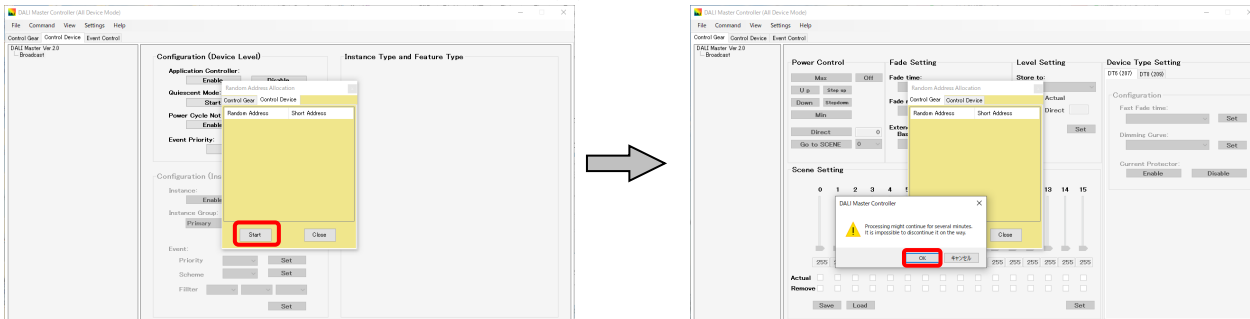 DALI Master Controller (All Device Mode)
File Command View Settings Help
Control Gear Control Device Event Control
DALI Master Ver 2.0
Broadcast
Configuration (Device Level)
Instance Type and Feature Type
Application Controller:
Enable
Disable
Quiescent Mode:
Start
Power Cycle Not
Enable
Event Priority:
Configuration (Ins
Instance:
Enable
Instance Group:
Primary
Event:
Priority
Set
Scheme
Set
Fillter
Set
Random Address Allocation
Control Gear Control Device
Random Address Short Address
Start
Close
DALI Master Controller (All Device Mode)
File Command View Settings Help
Control Gear Control Device Event Control
DALI Master Ver 2.0
Broadcast
Power Control
Max Off
Up Step up
Down Stepdown
Min
Direct 0
Go to SCENE 0
Fade Setting
Fade time:
Fade r
Exten
Bas
Level Setting
Store to:
Actual
Direct
Set
Device Type Setting
DT6 (207) DT8 (209)
Configuration
Fast Fade time:
Set
Dimming Curve:
Set
Current Protector:
Enable Disable
Random Address Allocation
Control Gear Control Device
Random Address Short Address
Close
Scene Setting
0 1 2 3 4 5 13 14 15
DALI Master Controller
Processing might continue for several minutes.
It is impossible to discontinue it on the way.
OK キャンセル
255 255 255 255 255 255
Actual
Remove
Save Load
Set